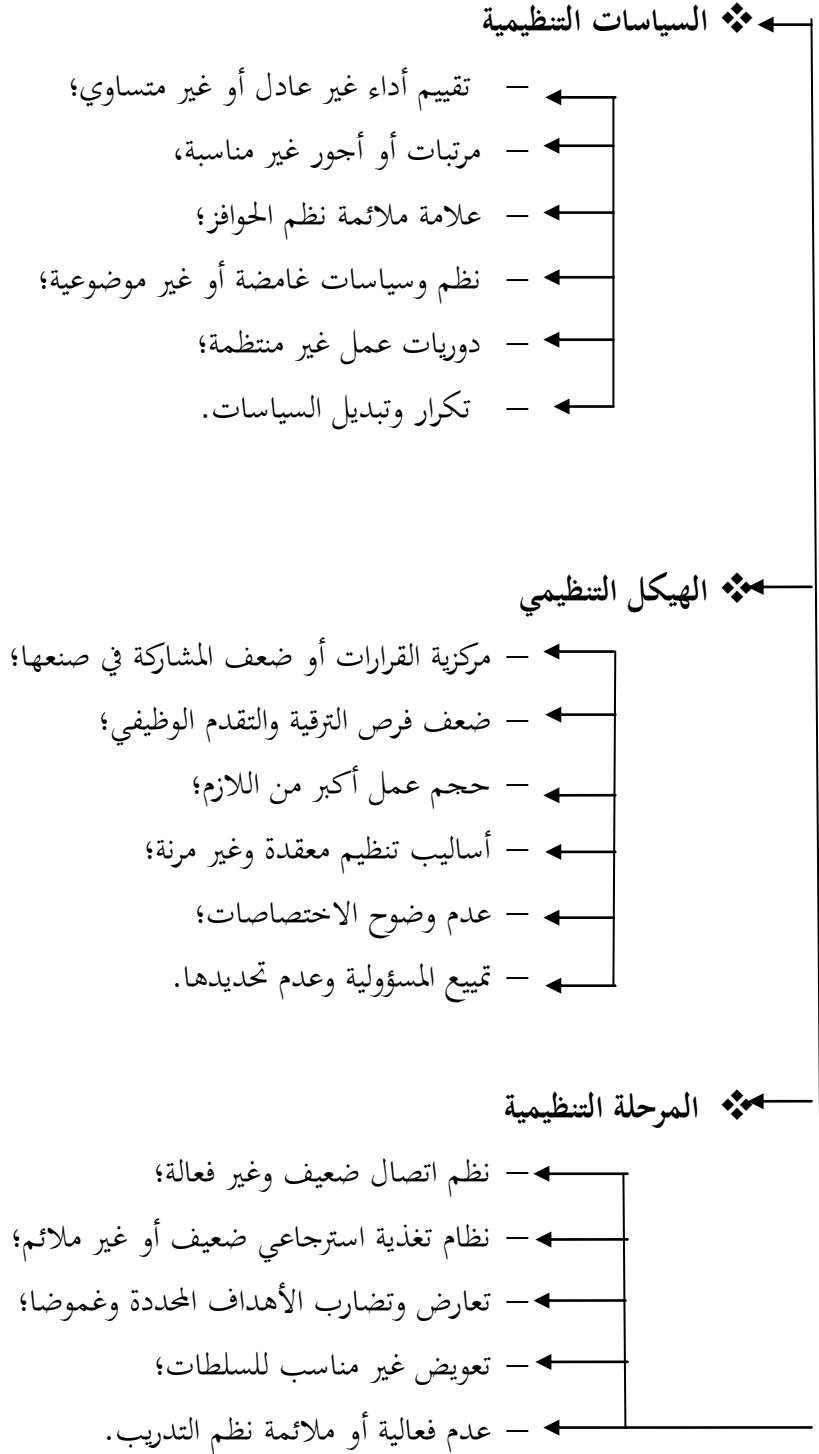 ❖ السياسات التنظيمية
– تقييم أداء غير عادل أو غير متساوي؛
– مرتبات أو أجور غير مناسبة،
– علامة ملائمة نظم الحوافز؛
– نظم وسياسات غامضة أو غير موضوعية؛
– دوريات عمل غير منتظمة؛
– تكرار وتبديل السياسات.
❖ الهيكل التنظيمي
– مركزية القرارات أو ضعف المشاركة في صنعها؛
– ضعف فرص الترقية والتقدم الوظيفي؛
– حجم عمل أكبر من اللازم؛
– أساليب تنظيم معقدة وغير مرنة؛
– عدم وضوح الاختصاصات؛
– تمييع المسؤولية وعدم تحديدها.
❖ المرحلة التنظيمية
– نظم اتصال ضعيف وغير فعالة؛
– نظام تغذية استرجاعي ضعيف أو غير ملائم؛
– تعارض وتضارب الأهداف المحددة وغموضا؛
– تعويض غير مناسب للسلطات؛
– عدم فعالية أو ملائمة نظم التدريب.